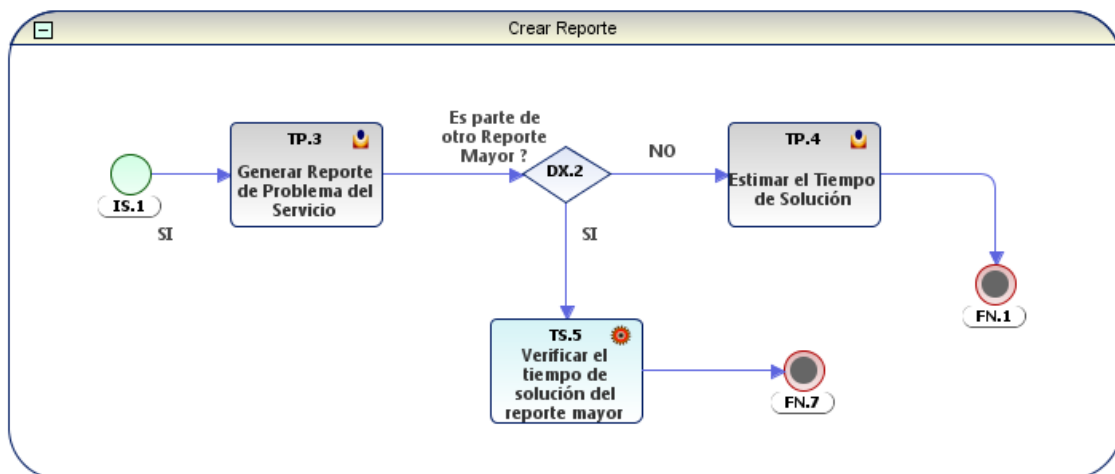 Crear Reporte
IS.1
SI
TP.3
Generar Reporte
de Problema del
Servicio
Es parte de
otro Reporte
Mayor ?
DX.2
NO
TP.4
Estimar el Tiempo
de Solución
FN.1
SI
TS.5
Verificar el
tiempo de
solución del
reporte mayor
FN.7